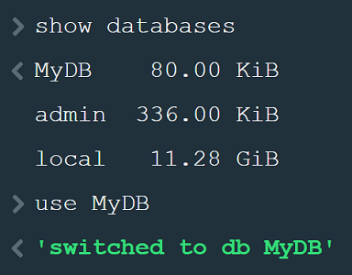 > show databases
< MyDB    80.00 KiB
admin  336.00 KiB
local   11.28 GiB
> use MyDB
< 'switched to db MyDB'